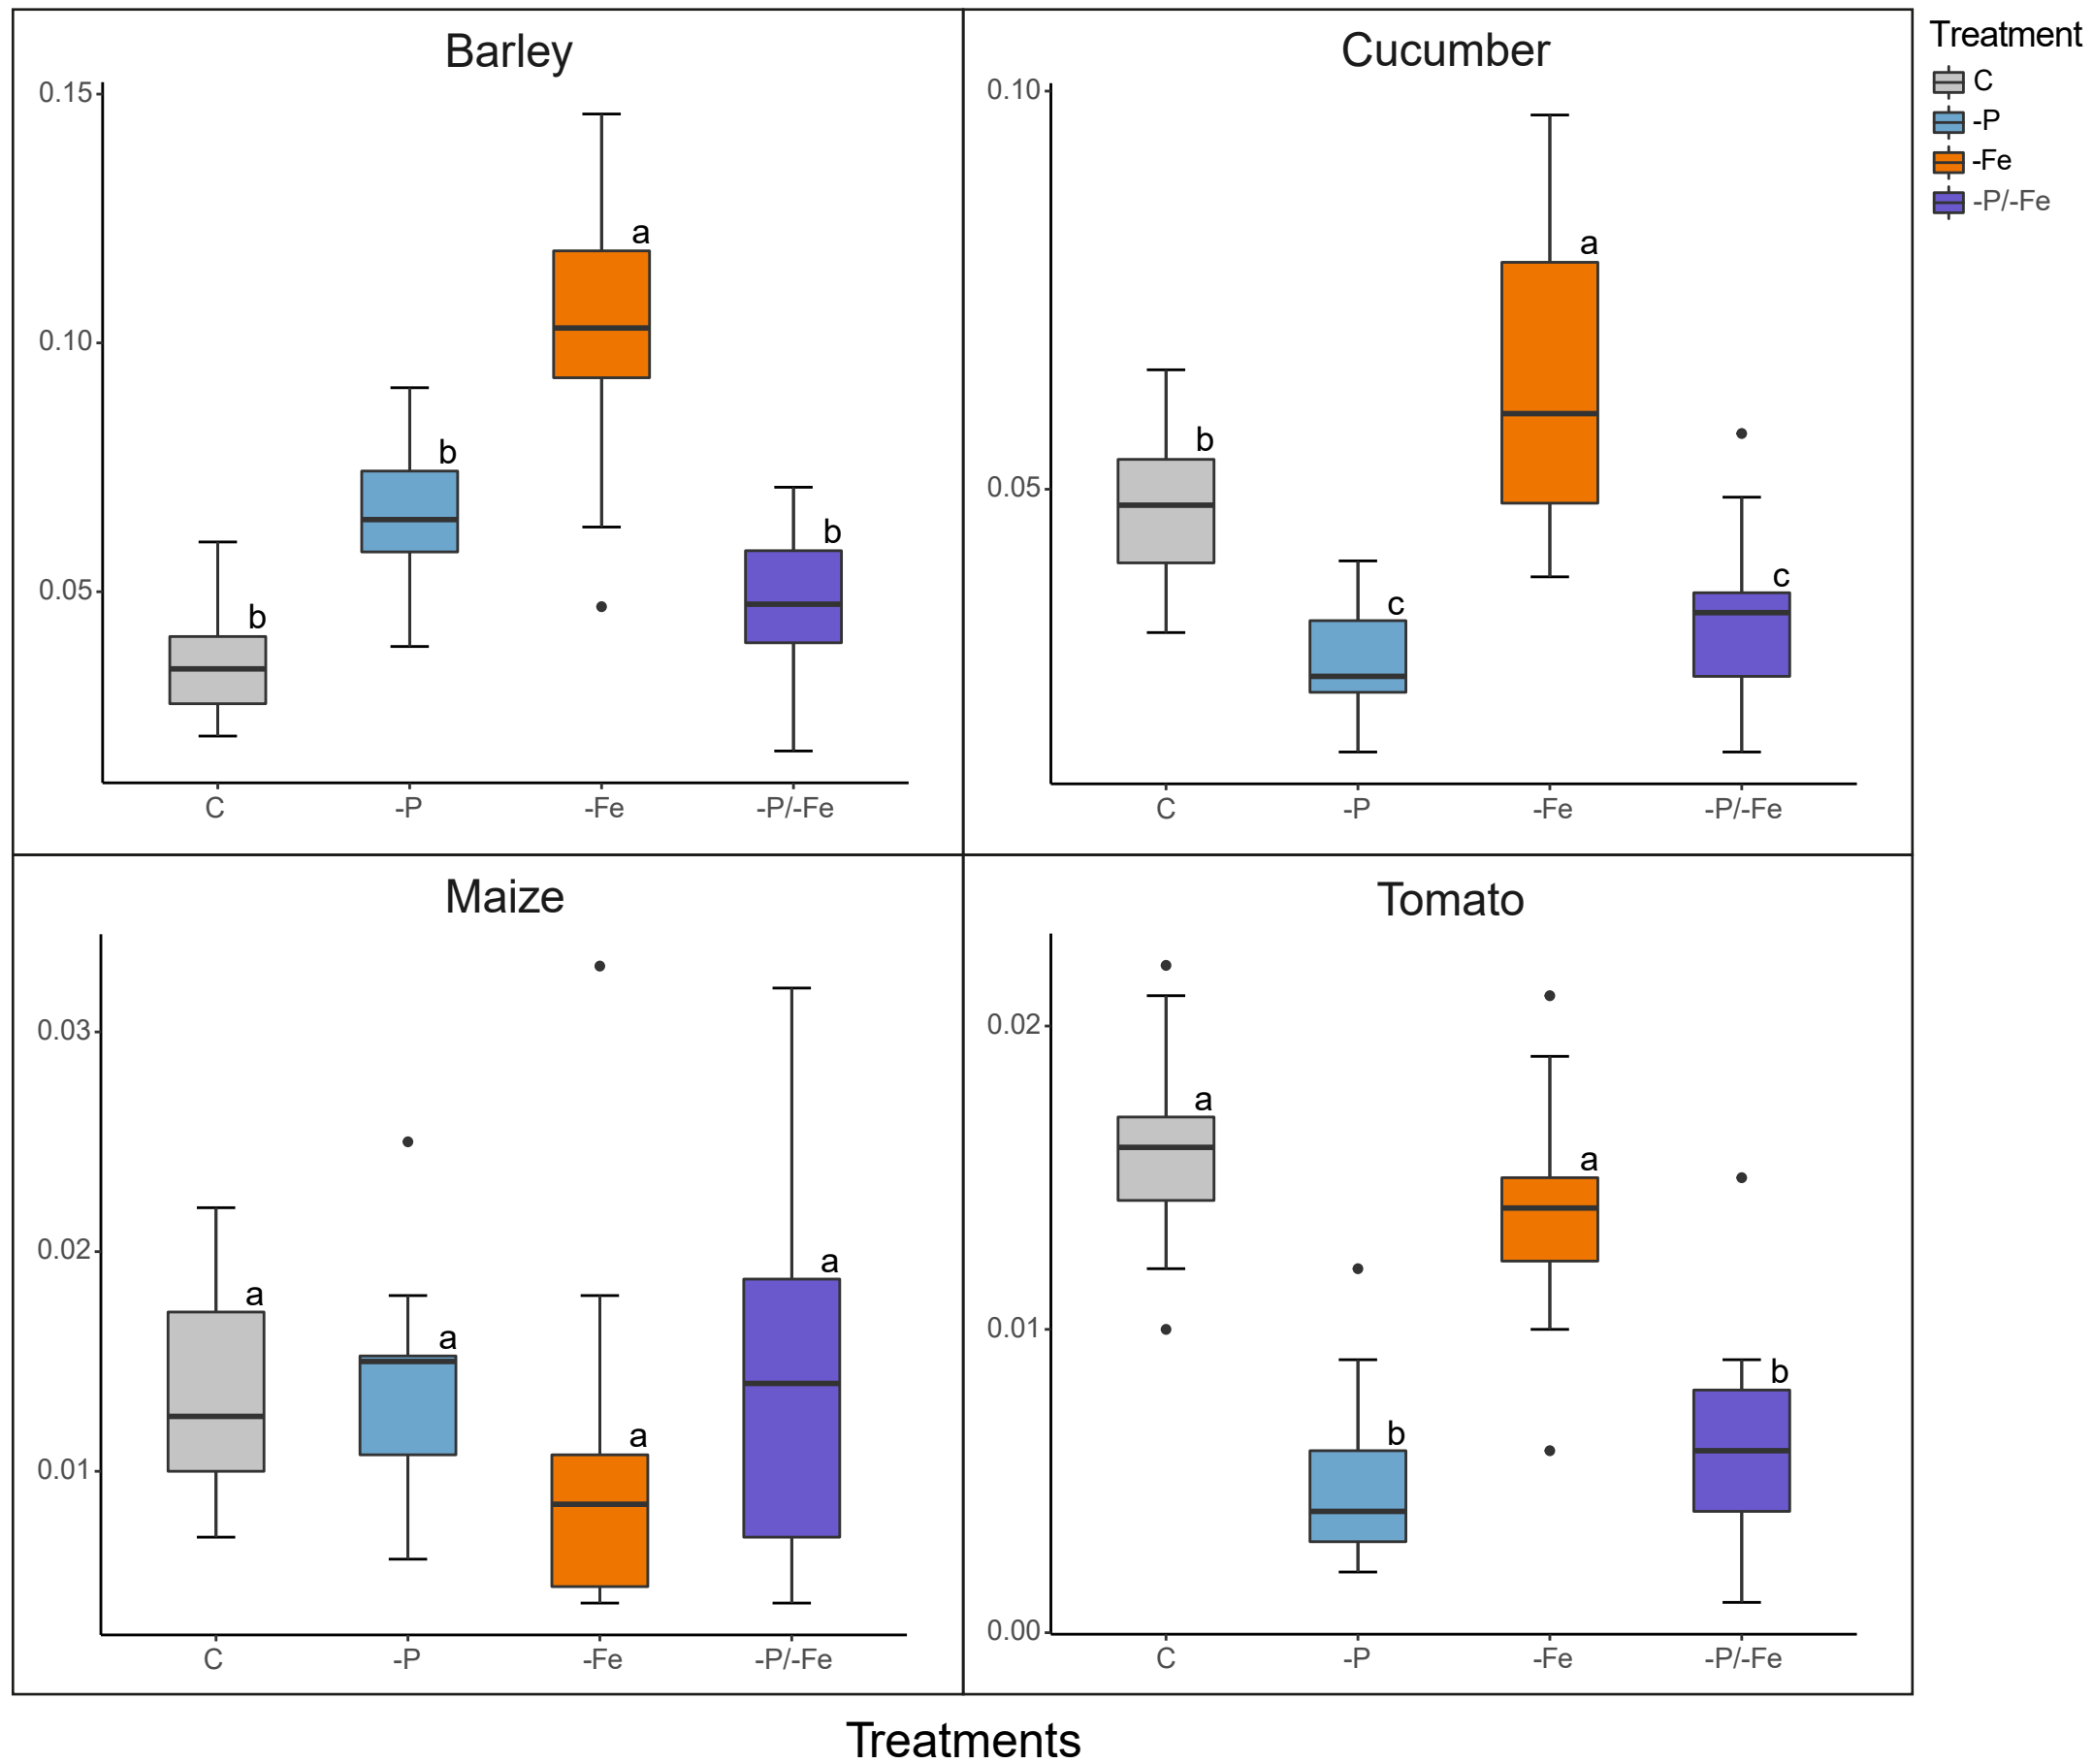 Barley
0.15
0.10
0.05
b
b
a
b
C
-P
-Fe
-P/-Fe
Cucumber
0.10
0.05
b
c
a
c
C
-P
-Fe
-P/-Fe
Treatment
C
-P
-Fe
-P/-Fe
Maize
0.03
0.02
0.01
a
a
a
a
C
-P
-Fe
-P/-Fe
Tomato
0.02
0.01
0.00
a
b
a
b
C
-P
-Fe
-P/-Fe
Treatments